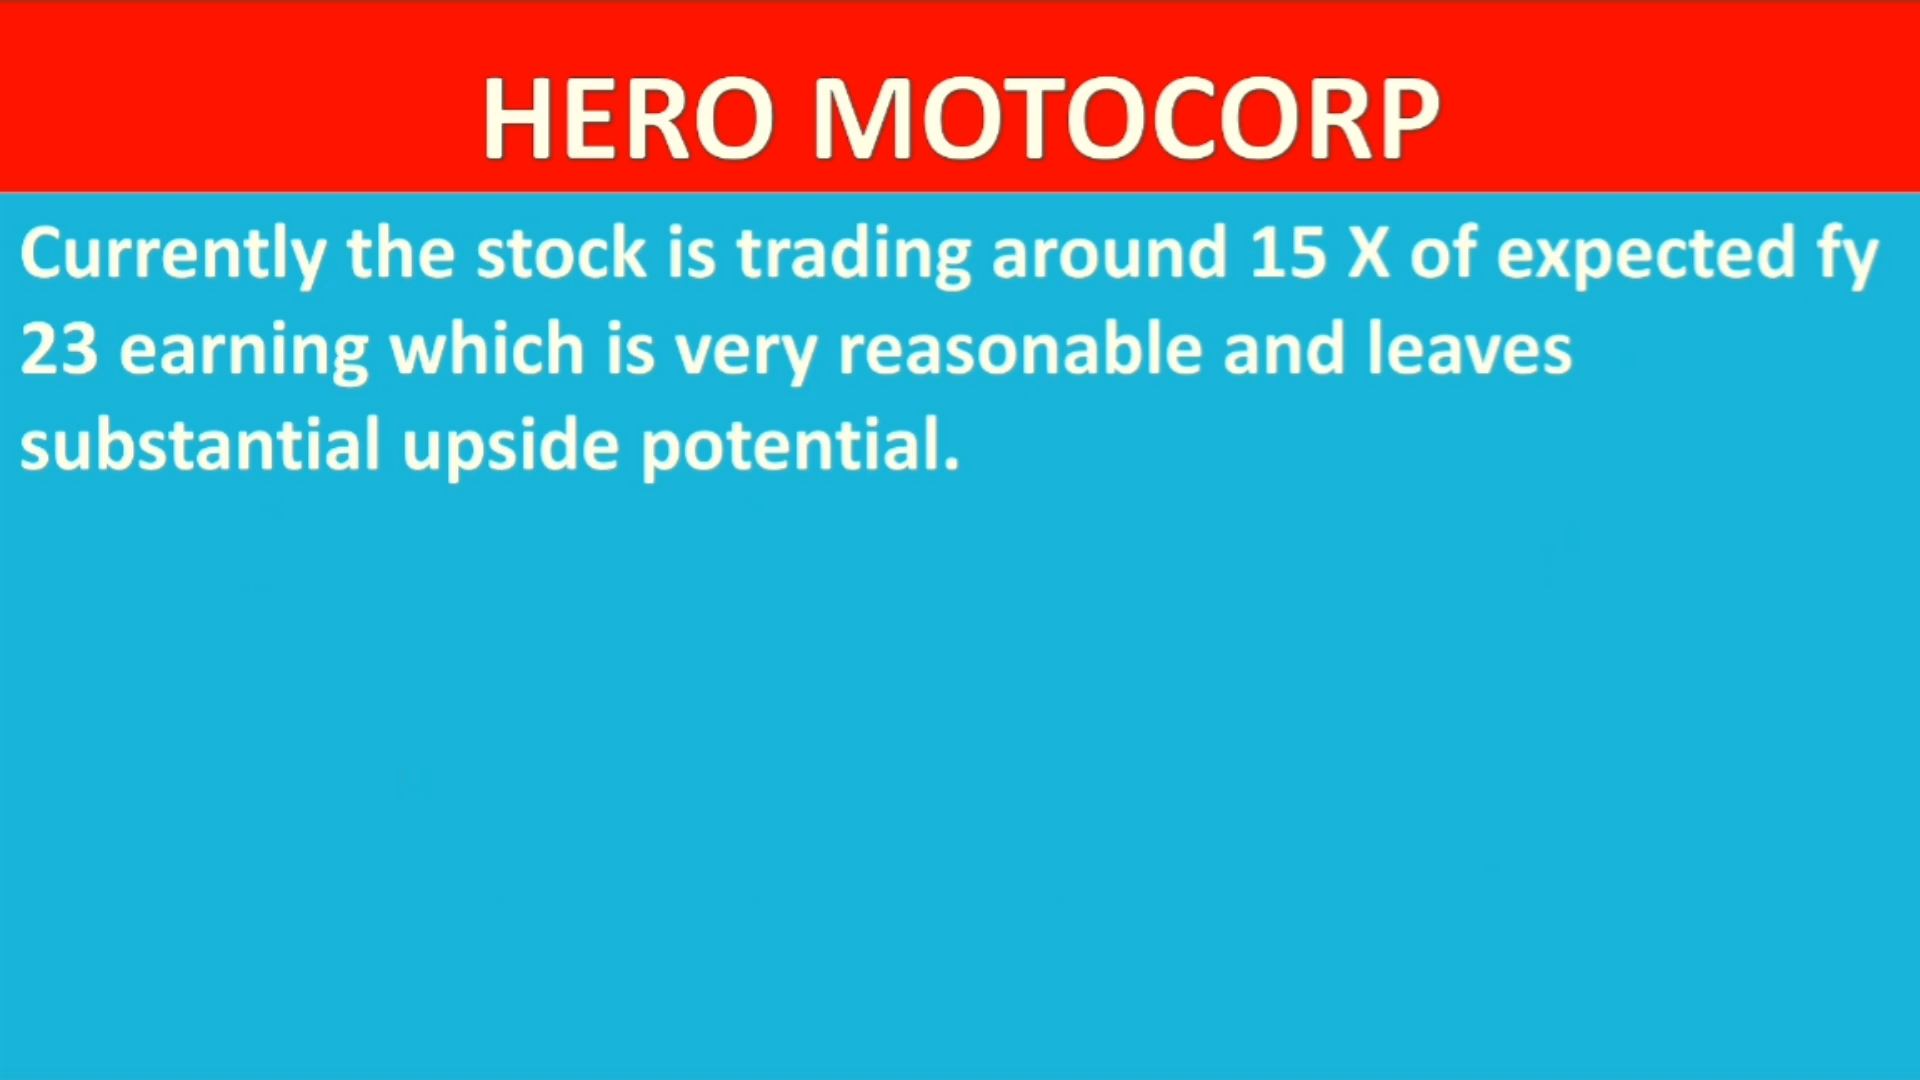 HERO MOTOCORP
Currently the stock is trading around 15 X of expected fy
23 earning which is very reasonable and leaves
substantial upside potential.